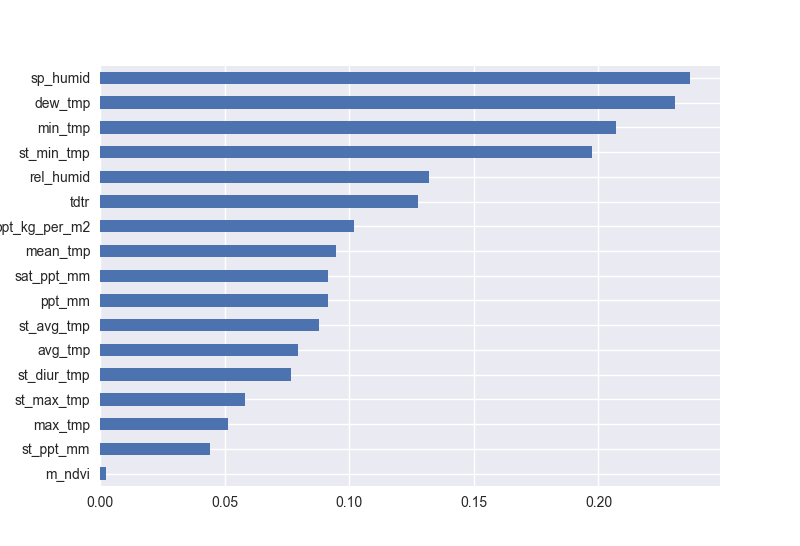 sp_humid
dew_tmp
min_tmp
st_min_tmp
rel_humid
tdtr
ppt_kg_per_m2
mean_tmp
sat_ppt_mm
ppt_mm
st_avg_tmp
avg_tmp
st_diur_tmp
st_max_tmp
max_tmp
st_ppt_mm
m_ndvi
0.00 0.05 0.10 0.15 0.20